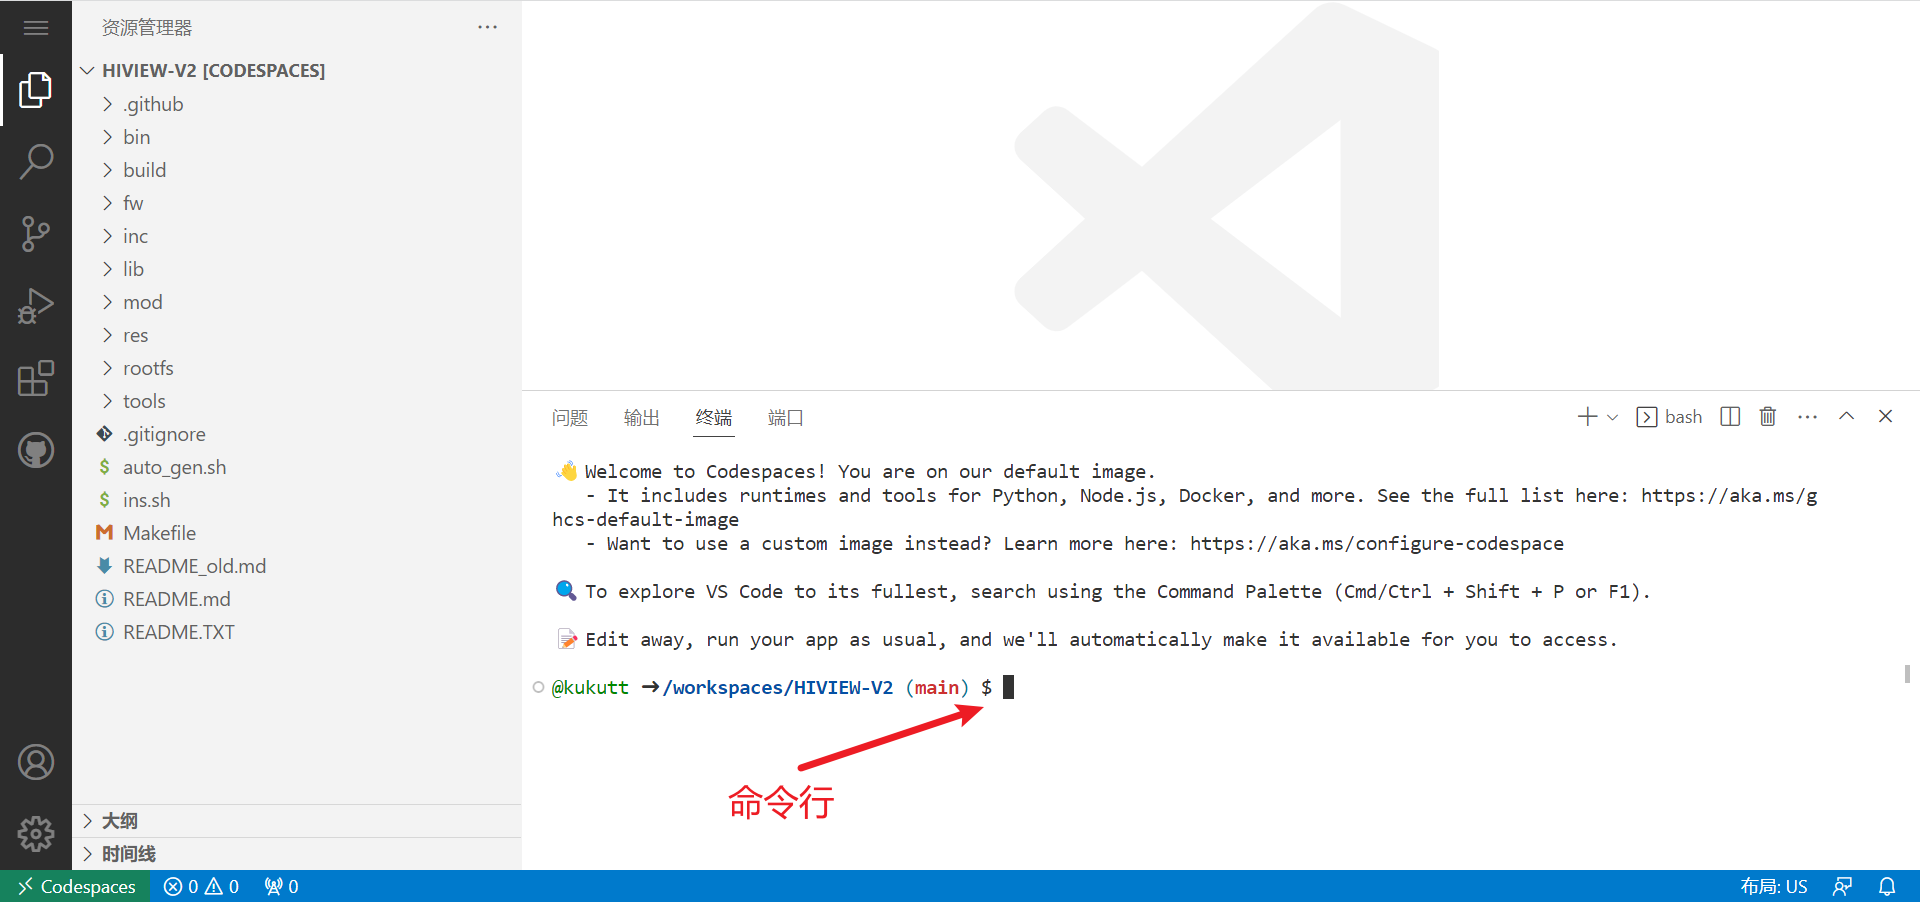 资源管理器
HIVIEW-V2 [CODESPACES]
.github
bin
build
fw
inc
lib
mod
res
rootfs
tools
.gitignore
auto_gen.sh
ins.sh
Makefile
README_old.md
README.md
README.TXT
大纲
时间线
问题 输出 终端 端口
bash
👋 Welcome to Codespaces! You are on our default image.
- It includes runtimes and tools for Python, Node.js, Docker, and more. See the full list here: https://aka.ms/g
hcs-default-image
- Want to use a custom image instead? Learn more here: https://aka.ms/configure-codespace
🔍 To explore VS Code to its fullest, search using the Command Palette (Cmd/Ctrl + Shift + P or F1).
📝 Edit away, run your app as usual, and we'll automatically make it available for you to access.
@kukutt ➜/workspaces/HIVIEW-V2 (main) $
命令行
Codespaces 0 0 0 布局: US